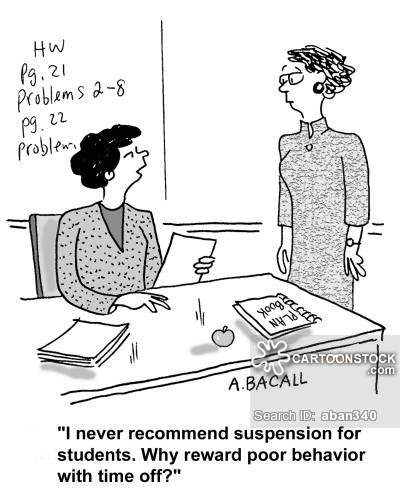 HW
Pg. 21
Problems 2-8
pg. 22
Problem
PLAN
BOOK
CARTOONSTOCK
.com
A.BACALL
Search ID: aban340
"I never recommend suspension for
students. Why reward poor behavior
with time off?"